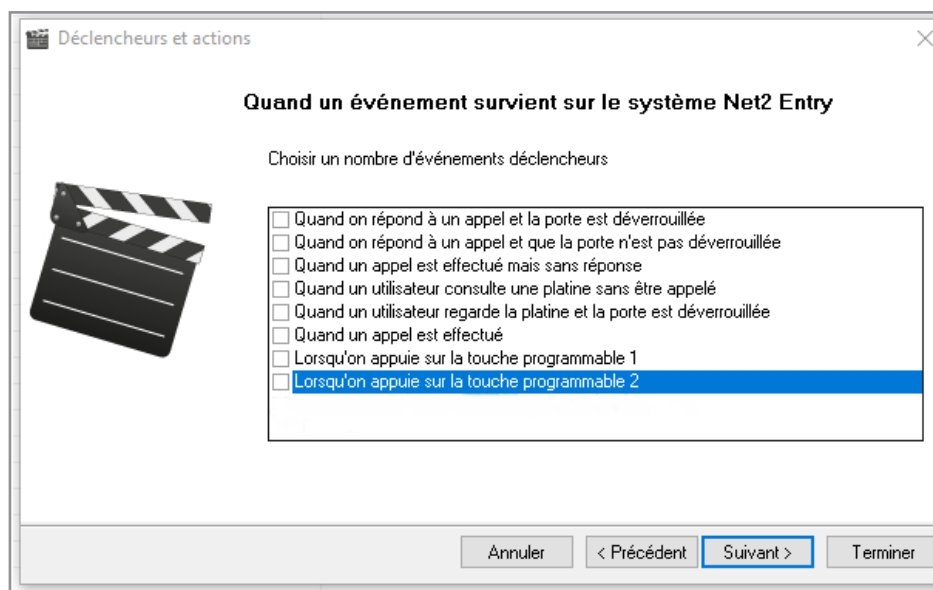 Déclencheurs et actions
Quand un événement survient sur le système Net2 Entry
Choisir un nombre d'événements déclencheurs
Quand on répond à un appel et la porte est déverrouillée
Quand on répond à un appel et que la porte n'est pas déverrouillée
Quand un appel est effectué mais sans réponse
Quand un utilisateur consulte une platine sans être appelé
Quand un utilisateur regarde la platine et la porte est déverrouillée
Quand un appel est effectué
Lorsqu'on appuie sur la touche programmable 1
Lorsqu'on appuie sur la touche programmable 2
Annuler < Précédent Suivant > Terminer